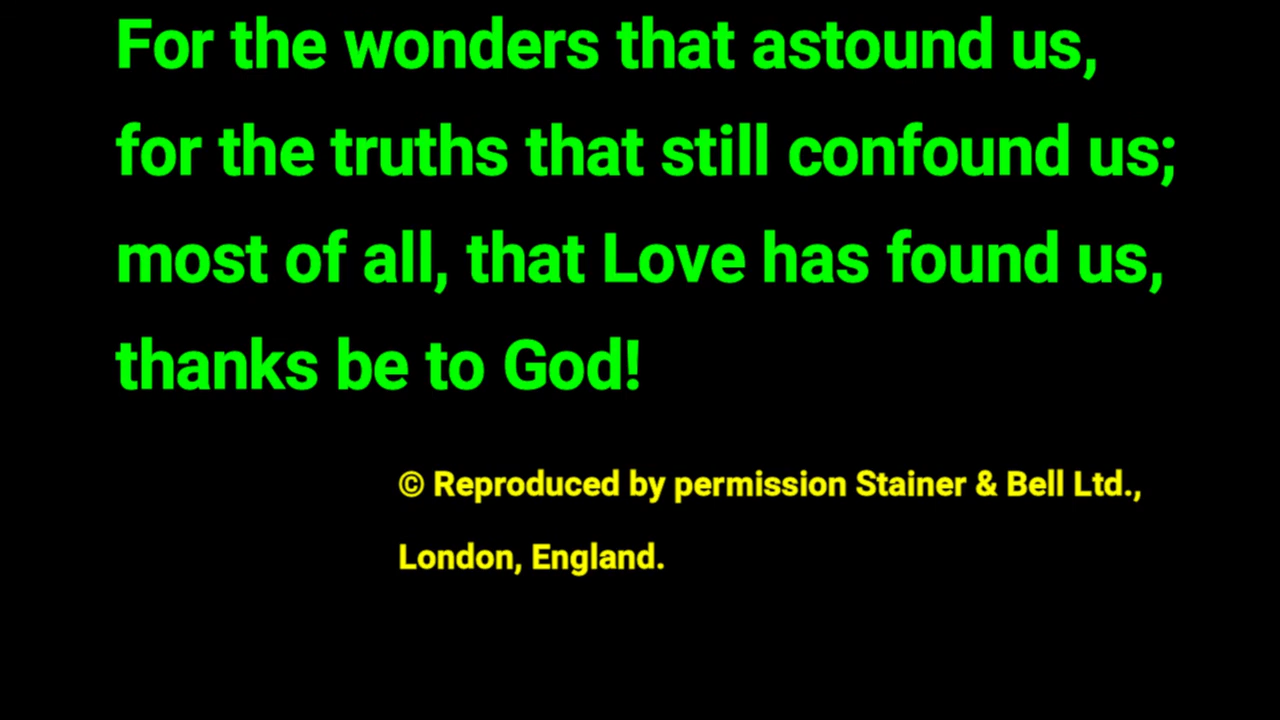 For the wonders that astound us,
for the truths that still confound us;
most of all, that Love has found us,
thanks be to God!
© Reproduced by permission Stainer & Bell Ltd.,
London, England.